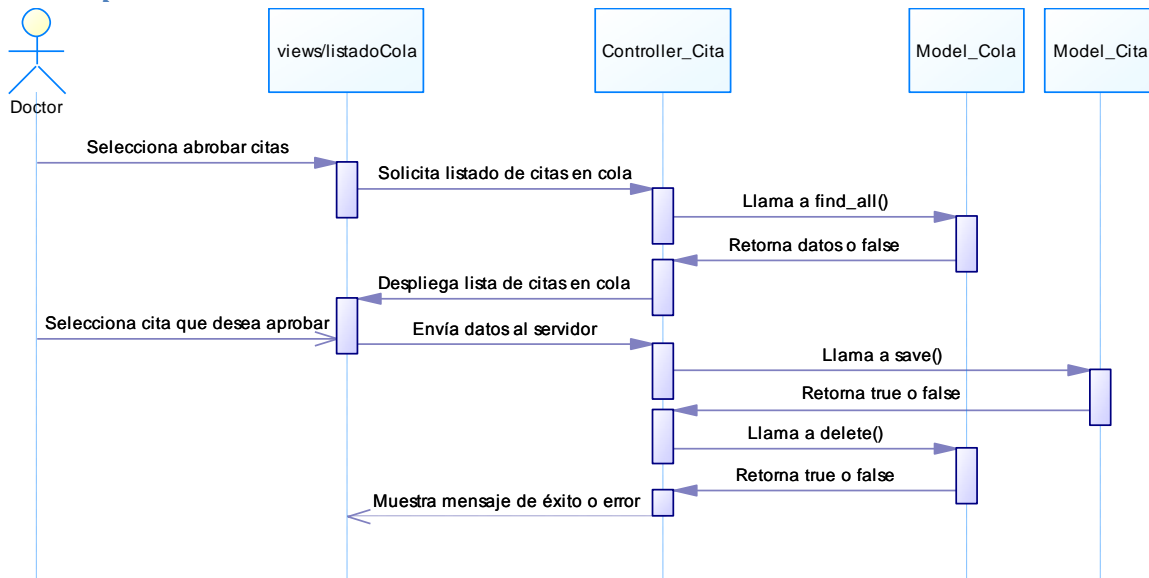 views/listadoCola
Controller_Cita
Model_Cola
Model_Cita
Doctor
Selecciona abrobar citas
Solicita listado de citas en cola
Llama a find_all()
Retorna datos o false
Despliega lista de citas en cola
Selecciona cita que desea aprobar
Envía datos al servidor
Llama a save()
Retorna true o false
Llama a delete()
Retorna true o false
Muestra mensaje de éxito o error